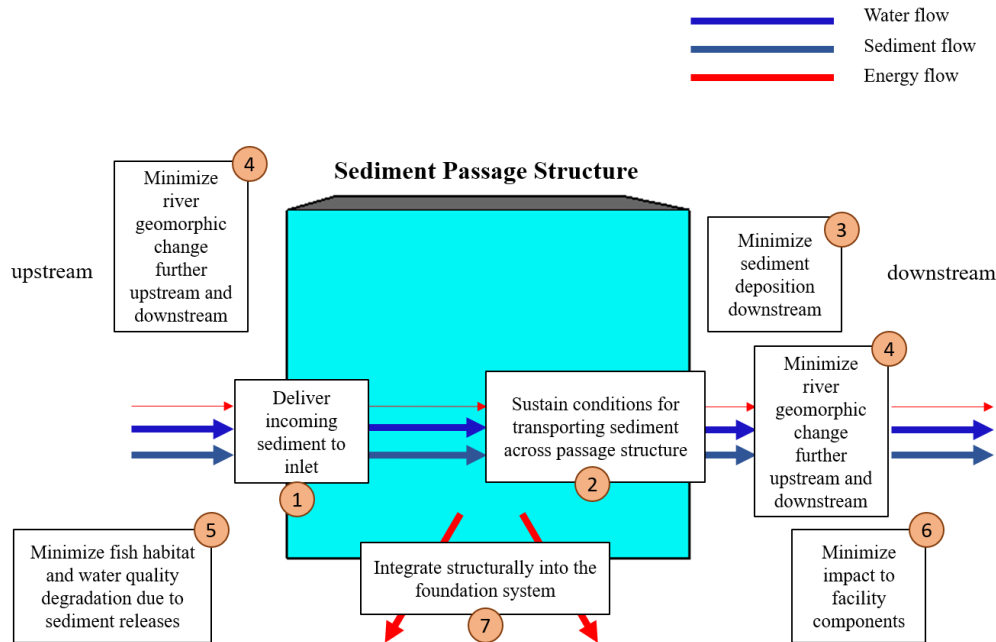 Water flow
Sediment flow
Energy flow
Sediment Passage Structure
upstream
4
Minimize
river
geomorphic
change
further
upstream and
downstream
3
Minimize
sediment
deposition
downstream
downstream
Deliver
incoming
sediment to
inlet
1
Sustain conditions for
transporting sediment
across passage structure
2
4
Minimize
river
geomorphic
change
further
upstream and
downstream
5
Minimize fish habitat
and water quality
degradation due to
sediment releases
Integrate structurally into the
foundation system
7
6
Minimize
impact to
facility
components